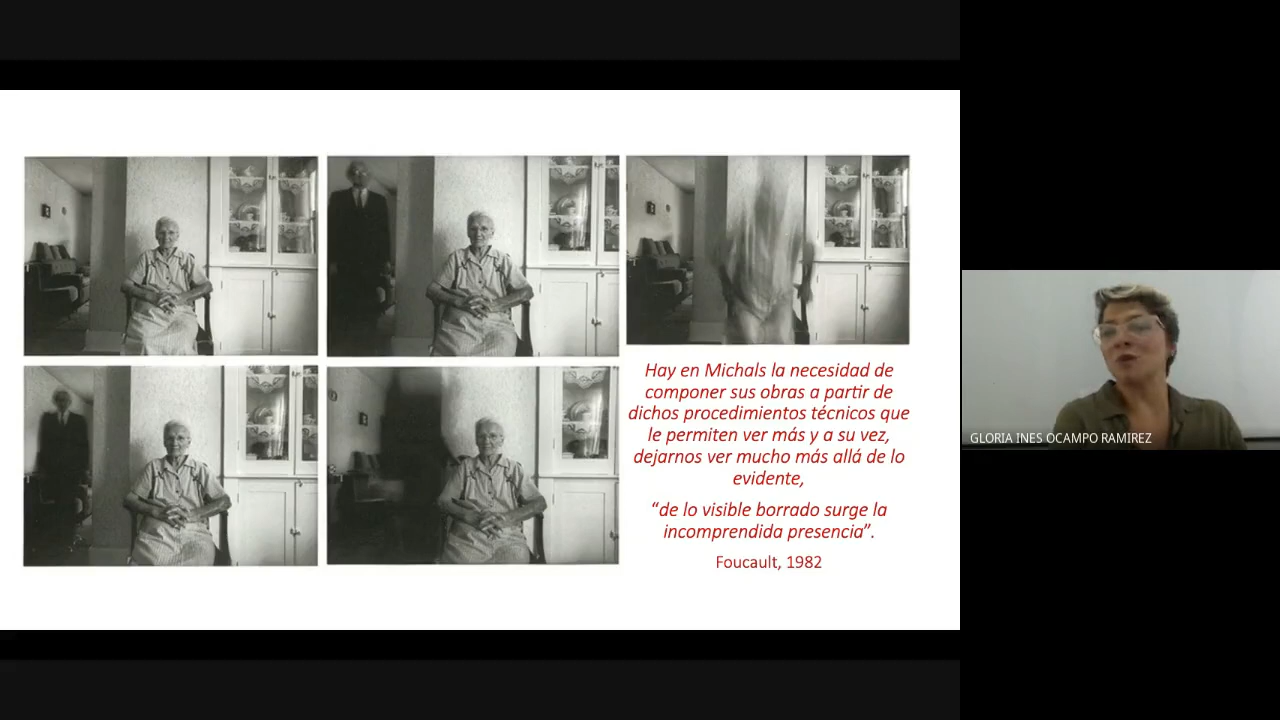 Hay en Michals la necesidad de
componer sus obras a partir de
dichos procedimientos técnicos que
le permiten ver más y a su vez,
dejarnos ver mucho más allá de lo
evidente,
“de lo visible borrado surge la
incomprendida presencia”.
Foucault, 1982
GLORIA INES OCAMPO RAMIREZ